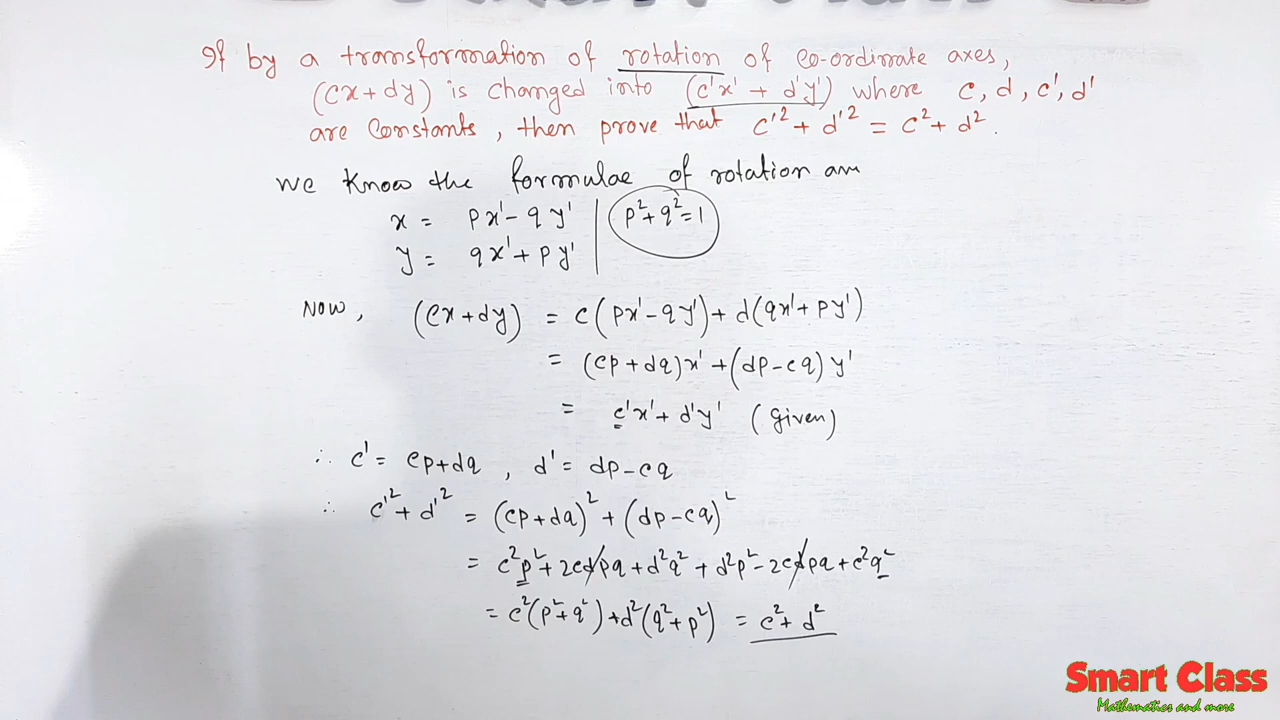 If by a transformation of rotation of co-ordinate axes,
(cx+dy) is changed into (c'x' + d'y') where c, d, c', d'
are constants, then prove that c'² + d'² = c² + d².
We know the formulae of rotation are
x = px' - qy' | p² + q² = 1
y = qx' + py'
Now, (cx+dy) = c(px' - qy') + d(qx' + py')
= (cp + dq)x' + (dp - cq)y'
= c'x' + d'y' (given)
∴ c' = cp + dq, d' = dp - cq
∴ c'² + d'² = (cp + dq)² + (dp - cq)²
= c²p² + 2cdpq + d²q² + d²p² - 2cdpq + c²q²
= c²(p² + q²) + d²(q² + p²) = c² + d²
Smart Class
Mathematics and more